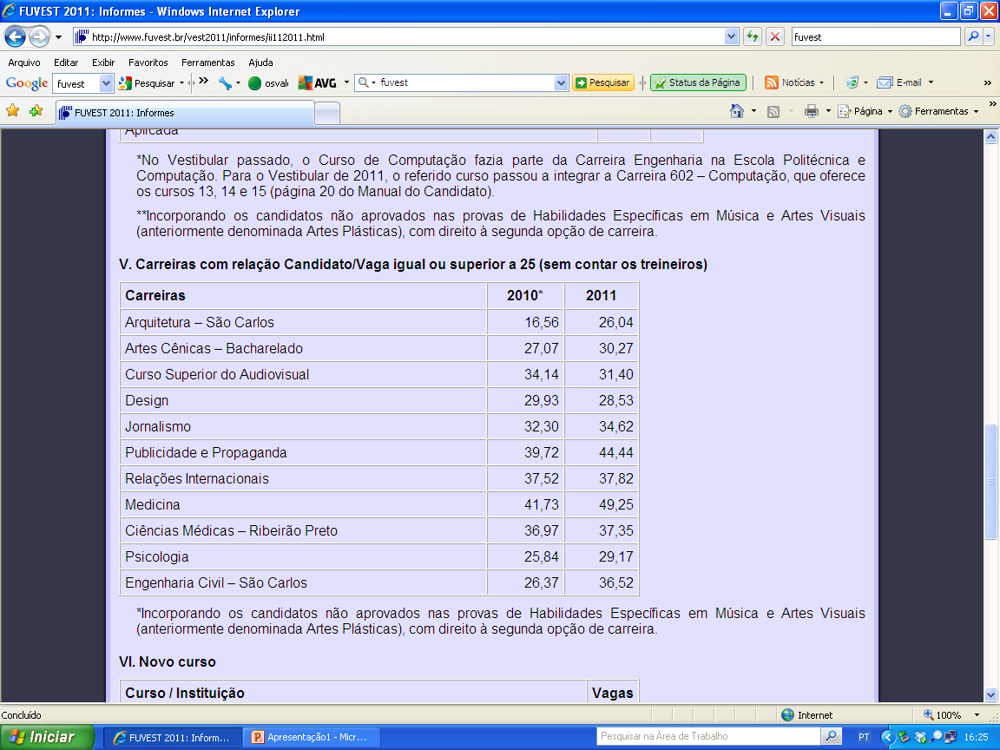 FUVEST 2011: Informes - Windows Internet Explorer
http://www.fuvest.br/vest2011/informes/ii112011.html fuvest
Arquivo Editar Exibir Favoritos Ferramentas Ajuda
Google fuvest Pesquisar » osval AVG fuvest Pesquisar Status da Página Notícias E-mail »
FUVEST 2011: Informes Página Ferramentas »
Aplicada
*No Vestibular passado, o Curso de Computação fazia parte da Carreira Engenharia na Escola Politécnica e
Computação. Para o Vestibular de 2011, o referido curso passou a integrar a Carreira 602 – Computação, que oferece
os cursos 13, 14 e 15 (página 20 do Manual do Candidato).
**Incorporando os candidatos não aprovados nas provas de Habilidades Específicas em Música e Artes Visuais
(anteriormente denominada Artes Plásticas), com direito à segunda opção de carreira.
V. Carreiras com relação Candidato/Vaga igual ou superior a 25 (sem contar os treineiros)
Carreiras 2010* 2011
Arquitetura – São Carlos 16,56 26,04
Artes Cênicas – Bacharelado 27,07 30,27
Curso Superior do Audiovisual 34,14 31,40
Design 29,93 28,53
Jornalismo 32,30 34,62
Publicidade e Propaganda 39,72 44,44
Relações Internacionais 37,52 37,82
Medicina 41,73 49,25
Ciências Médicas – Ribeirão Preto 36,97 37,35
Psicologia 25,84 29,17
Engenharia Civil – São Carlos 26,37 36,52
*Incorporando os candidatos não aprovados nas provas de Habilidades Específicas em Música e Artes Visuais
(anteriormente denominada Artes Plásticas), com direito à segunda opção de carreira.
VI. Novo curso
Curso / Instituição Vagas
Concluído Internet 100%
Iniciar FUVEST 2011: Inform... Apresentação1 - Micr... Pesquisar na Área de Trabalho PT 16:25